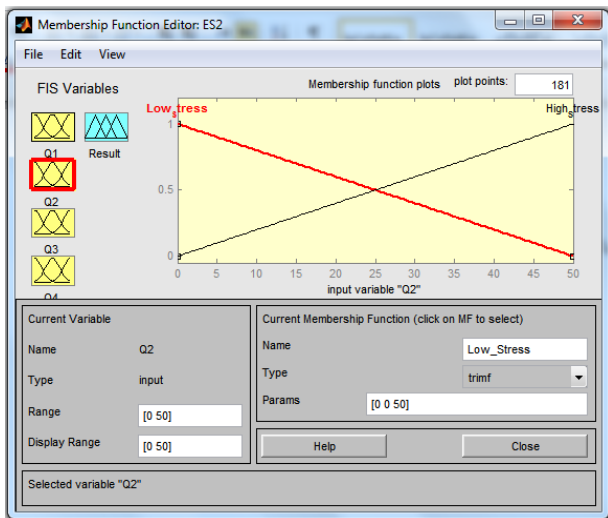 Membership Function Editor: ES2
File Edit View
FIS Variables
Membership function plots plot points: 181
Q1 Result
Q2
Q3
Q4
Low_stress High_stress
1
0.5
0
0 5 10 15 20 25 30 35 40 45 50
input variable "Q2"
Current Variable
Name Q2
Type input
Range [0 50]
Display Range [0 50]
Current Membership Function (click on MF to select)
Name Low_Stress
Type trimf
Params [0 0 50]
Help Close
Selected variable "Q2"